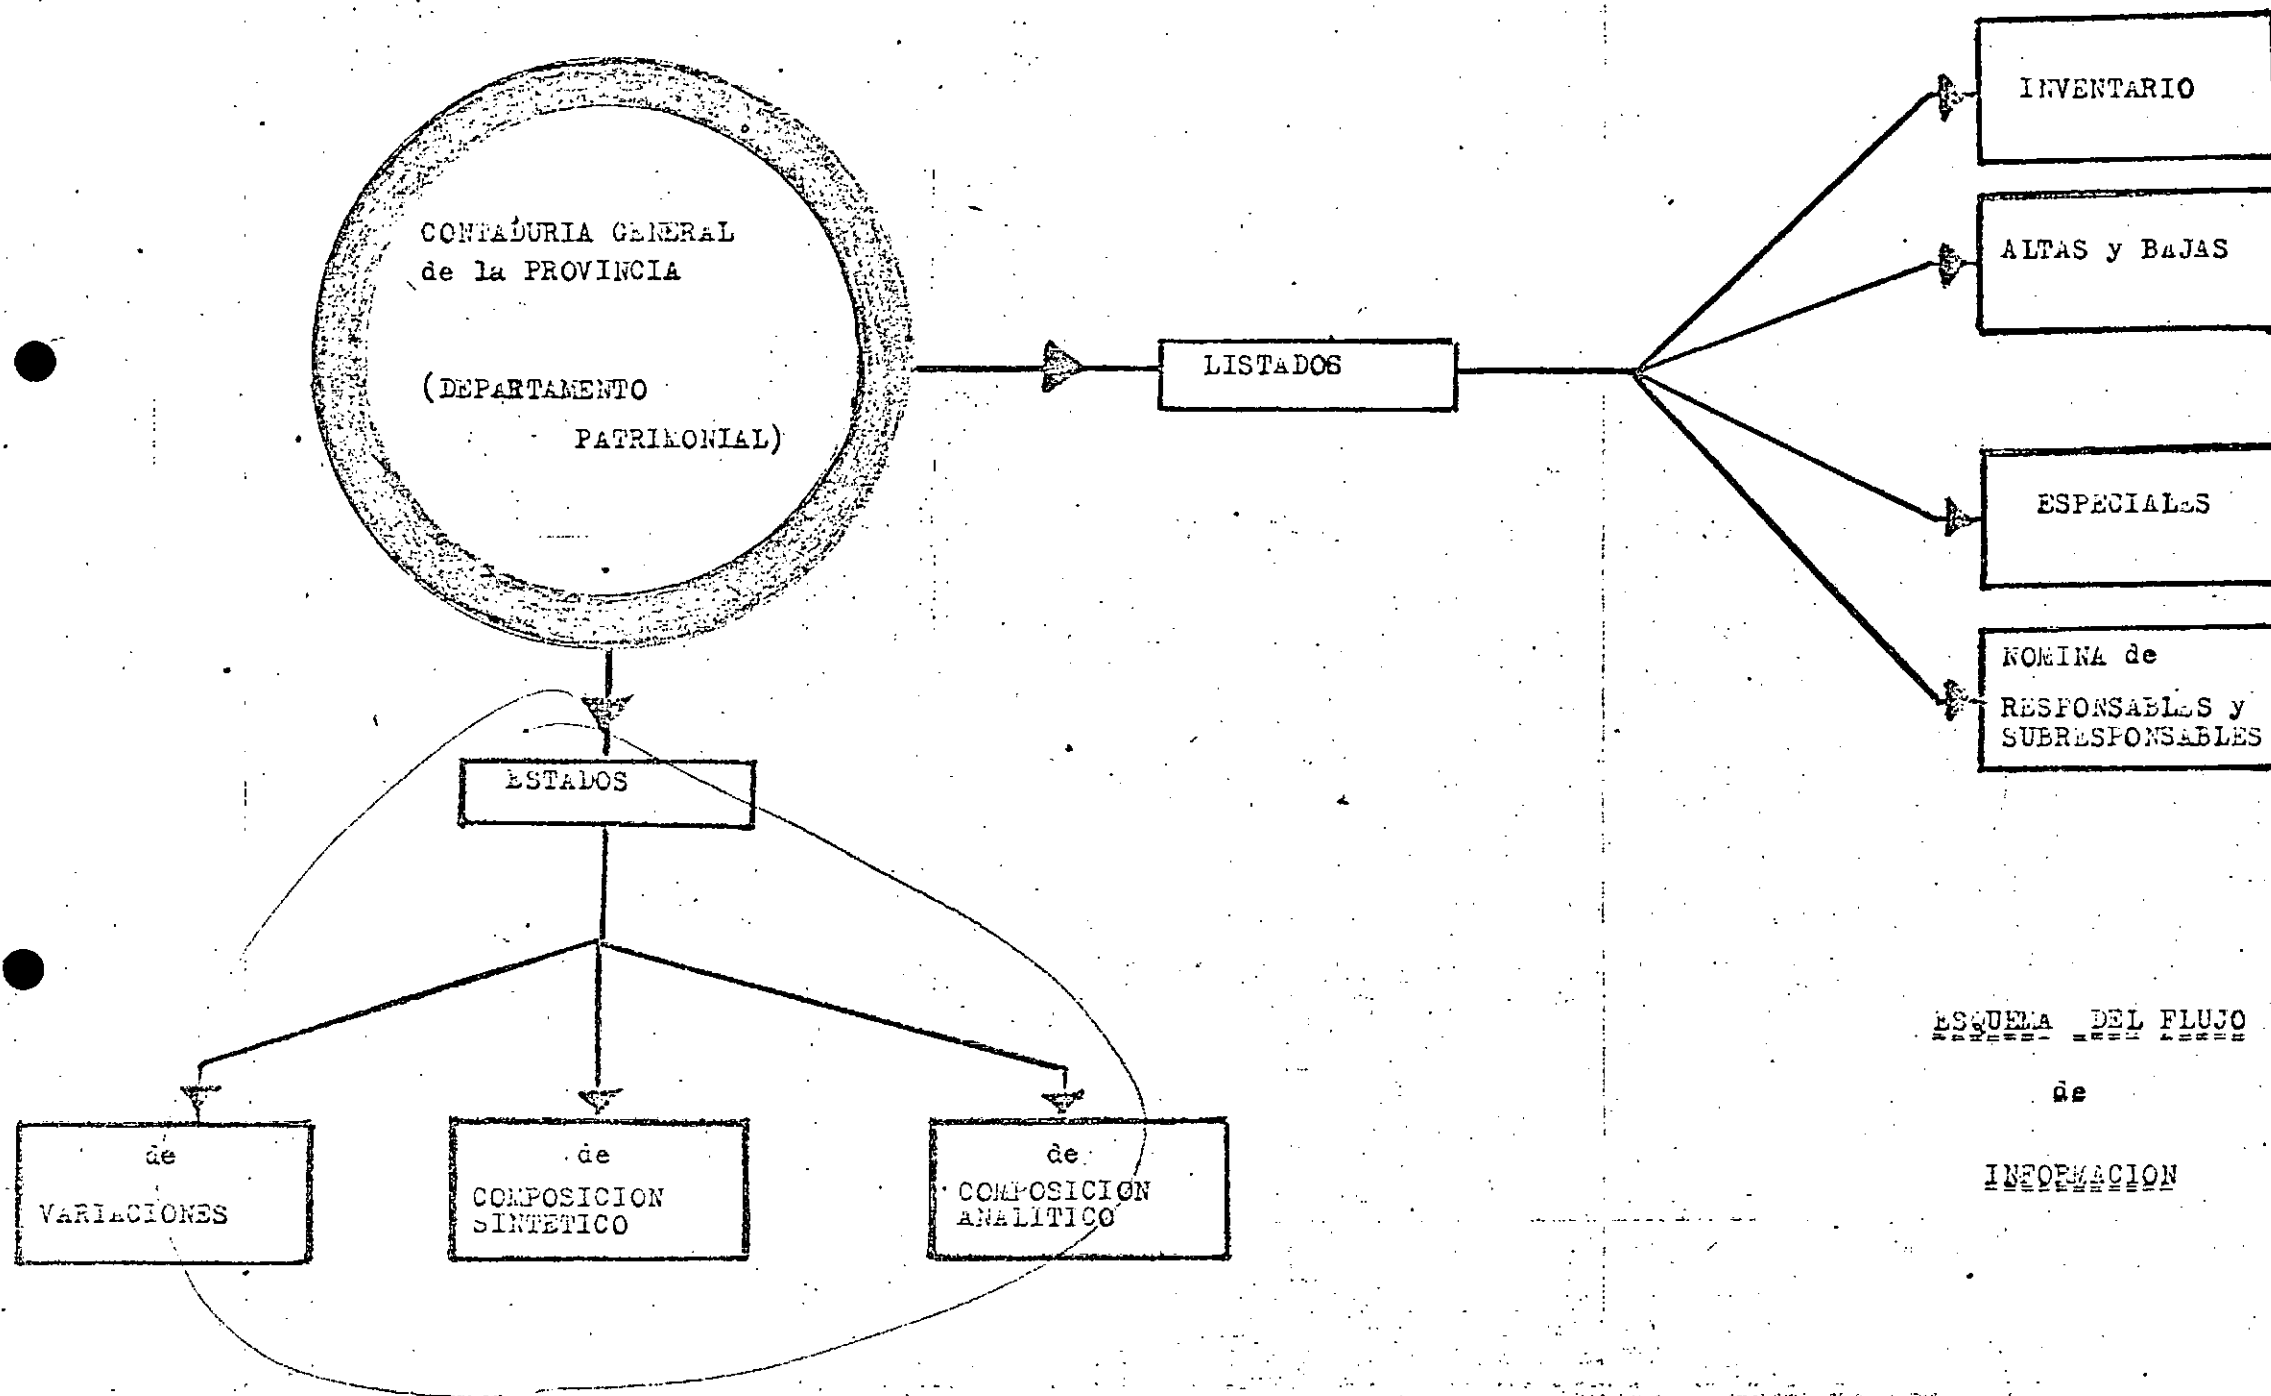 CONTADURIA GENERAL
de la PROVINCIA
(DEPARTAMENTO
PATRIMONIAL)
LISTADOS
INVENTARIO
ALTAS y BAJAS
ESPECIALES
NOMINA de
RESPONSABLES y
SUBRESPONSABLES
ESTADOS
de
VARIACIONES
de
COMPOSICION
SINTETICO
de
COMPOSICION
ANALITICO
ESQUEMA DEL FLUJO
de
INFORMACION